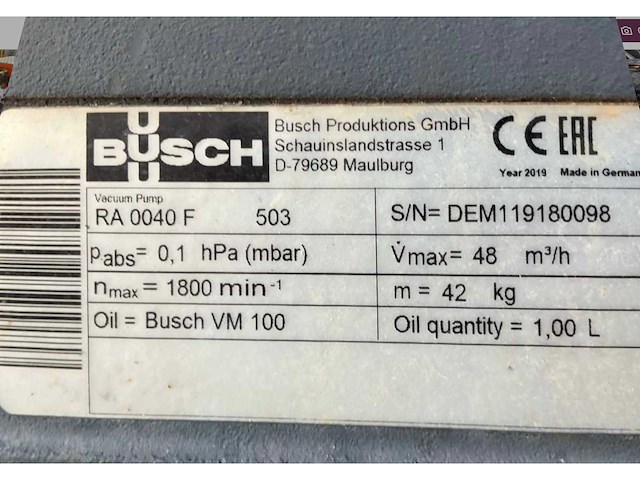 BUSCH
Busch Produktions GmbH
Schauinslandstrasse 1
D-79689 Maulburg
CE EAC
Year 2019 Made in German
Vacuum Pump
RA 0040 F 503
S/N= DEM119180098
pabs= 0,1 hPa (mbar)
V̇max= 48 m³/h
nmax= 1800 min⁻¹
m = 42 kg
Oil = Busch VM 100
Oil quantity = 1,00 L